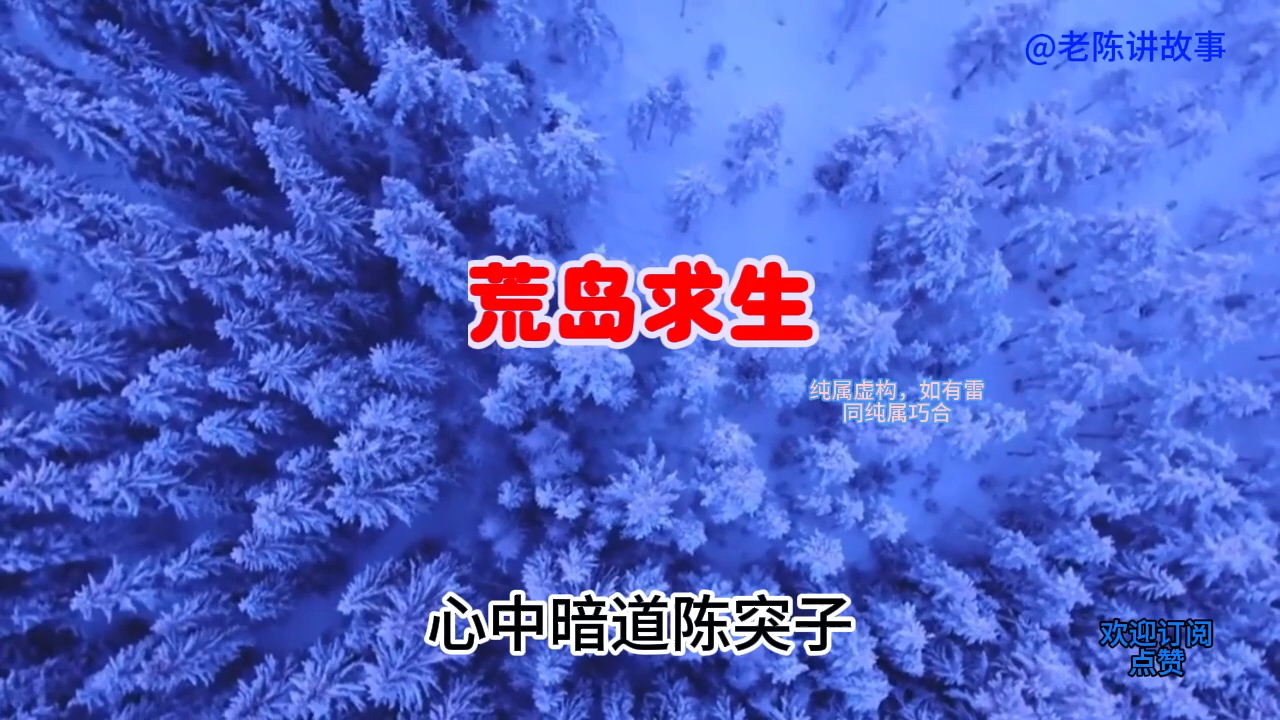 @老陈讲故事
荒岛求生
纯属虚构，如有雷
同纯属巧合
心中暗道陈突子
欢迎订阅
点赞